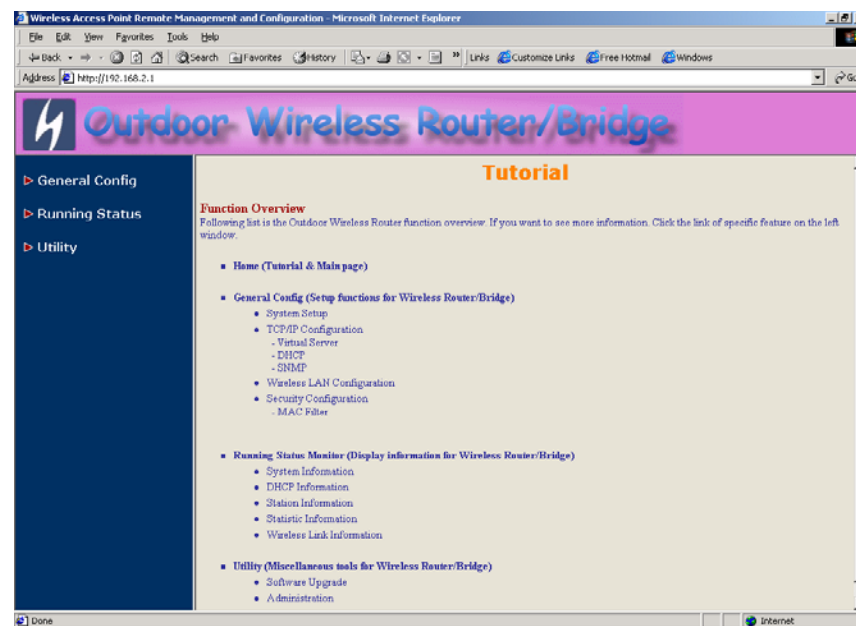 Wireless Access Point Remote Management and Configuration - Microsoft Internet Explorer
File Edit View Favorites Tools Help
Back Search Favorites History » Links Customize Links Free Hotmail Windows
Address http://192.168.2.1 Go
Outdoor Wireless Router/Bridge
General Config
Running Status
Utility
Tutorial
Function Overview
Following list is the Outdoor Wireless Router function overview. If you want to see more information. Click the link of specific feature on the left
window.
Home (Tutorial & Main page)
General Config (Setup functions for Wireless Router/Bridge)
System Setup
TCP/IP Configuration
- Virtual Server
- DHCP
- SNMP
Wireless LAN Configuration
Security Configuration
- MAC Filter
Running Status Monitor (Display information for Wireless Router/Bridge)
System Information
DHCP Information
Station Information
Statistic Information
Wireless Link Information
Utility (Miscellaneous tools for Wireless Router/Bridge)
Software Upgrade
Administration
Done Internet